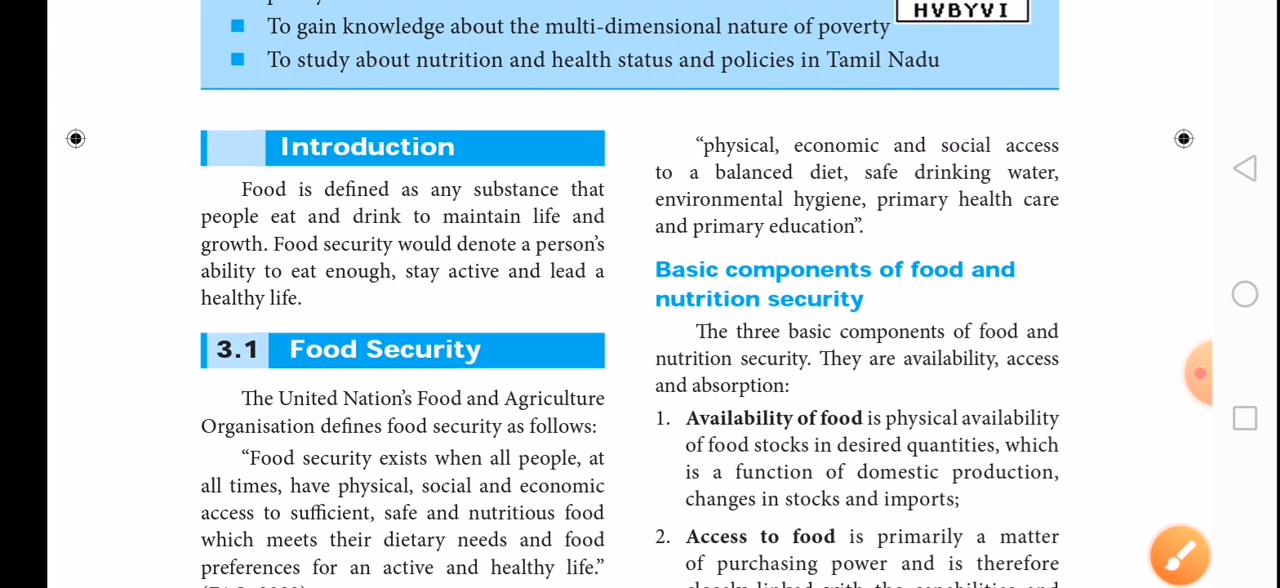 HVBYVI
To gain knowledge about the multi-dimensional nature of poverty
To study about nutrition and health status and policies in Tamil Nadu
Introduction
Food is defined as any substance that
people eat and drink to maintain life and
growth. Food security would denote a person's
ability to eat enough, stay active and lead a
healthy life.
3.1 Food Security
The United Nation's Food and Agriculture
Organisation defines food security as follows:
“Food security exists when all people, at
all times, have physical, social and economic
access to sufficient, safe and nutritious food
which meets their dietary needs and food
preferences for an active and healthy life.”
“physical, economic and social access
to a balanced diet, safe drinking water,
environmental hygiene, primary health care
and primary education”.
Basic components of food and
nutrition security
The three basic components of food and
nutrition security. They are availability, access
and absorption:
1. Availability of food is physical availability
of food stocks in desired quantities, which
is a function of domestic production,
changes in stocks and imports;
2. Access to food is primarily a matter
of purchasing power and is therefore